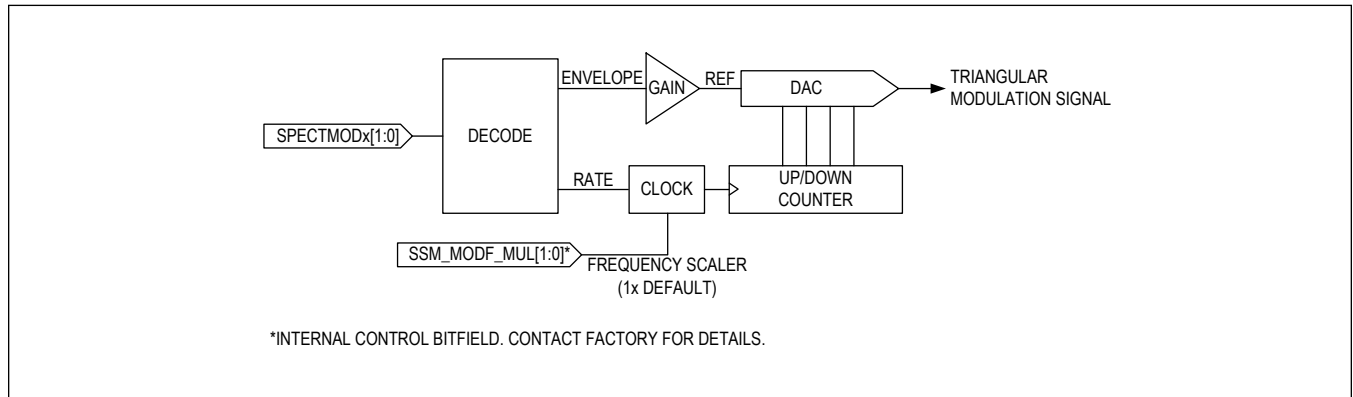 ENVELOPE
GAIN
REF
DAC
TRIANGULAR
MODULATION SIGNAL
SPECTMODx[1:0]
DECODE
RATE
CLOCK
UP/DOWN
COUNTER
SSM_MODF_MUL[1:0]*
FREQUENCY SCALER
(1x DEFAULT)
*INTERNAL CONTROL BITFIELD. CONTACT FACTORY FOR DETAILS.